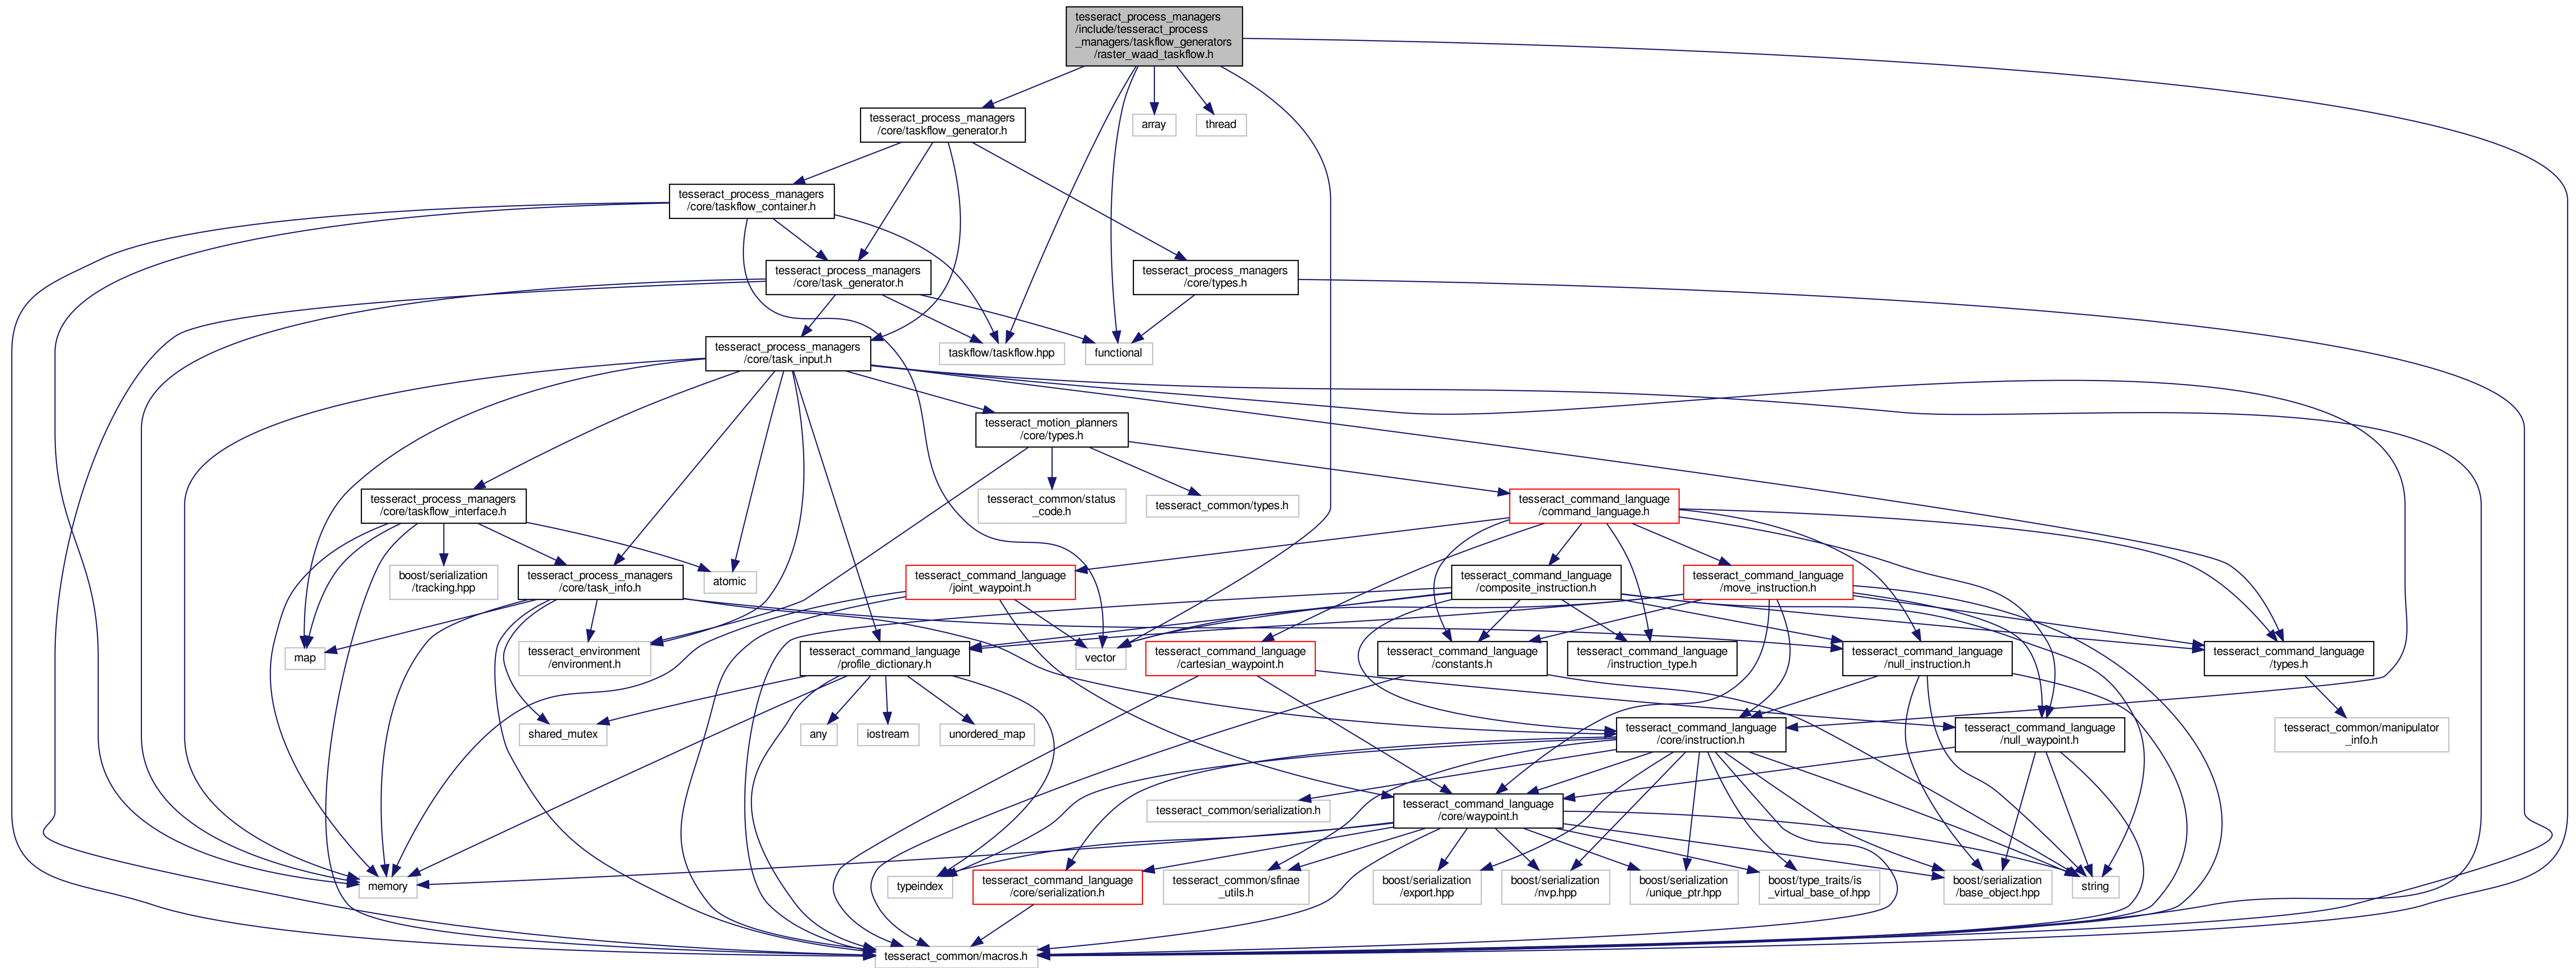 tesseract_process_managers
/include/tesseract_process
_managers/taskflow_generators
/raster_waad_taskflow.h
tesseract_process_managers
/core/taskflow_generator.h
array
thread
tesseract_process_managers
/core/taskflow_container.h
tesseract_process_managers
/core/task_generator.h
tesseract_process_managers
/core/types.h
tesseract_process_managers
/core/task_input.h
taskflow/taskflow.hpp
functional
tesseract_motion_planners
/core/types.h
tesseract_process_managers
/core/taskflow_interface.h
tesseract_common/status
_code.h
tesseract_common/types.h
tesseract_command_language
/command_language.h
boost/serialization
/tracking.hpp
tesseract_process_managers
/core/task_info.h
atomic
tesseract_command_language
/joint_waypoint.h
tesseract_command_language
/composite_instruction.h
tesseract_command_language
/move_instruction.h
map
tesseract_environment
/environment.h
tesseract_command_language
/profile_dictionary.h
vector
tesseract_command_language
/cartesian_waypoint.h
tesseract_command_language
/constants.h
tesseract_command_language
/instruction_type.h
tesseract_command_language
/null_instruction.h
tesseract_command_language
/types.h
shared_mutex
any
iostream
unordered_map
tesseract_command_language
/core/instruction.h
tesseract_command_language
/null_waypoint.h
tesseract_common/manipulator
_info.h
tesseract_common/serialization.h
tesseract_command_language
/core/waypoint.h
memory
typeindex
tesseract_command_language
/core/serialization.h
tesseract_common/sfinae
_utils.h
boost/serialization
/export.hpp
boost/serialization
/nvp.hpp
boost/serialization
/unique_ptr.hpp
boost/type_traits/is
_virtual_base_of.hpp
boost/serialization
/base_object.hpp
string
tesseract_common/macros.h